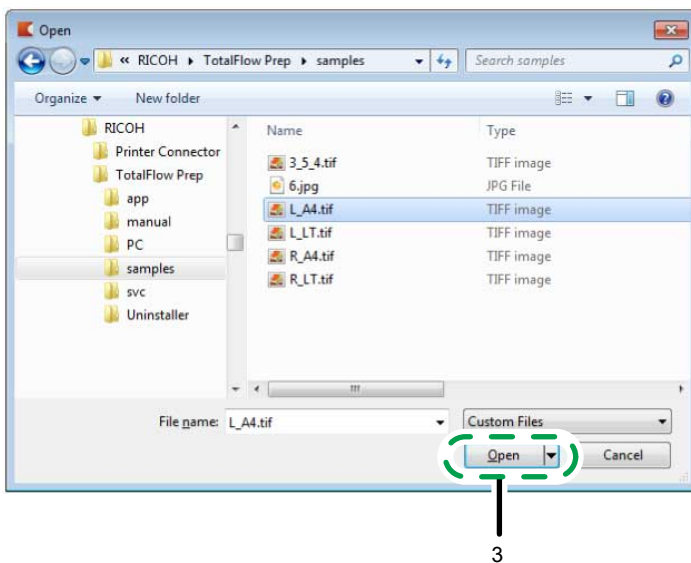 Open
« RICOH ▸ TotalFlow Prep ▸ samples
Search samples
Organize ▾ New folder
RICOH
Printer Connector
TotalFlow Prep
app
manual
PC
samples
svc
Uninstaller
Name Type
3_5_4.tif TIFF image
6.jpg JPG File
L_A4.tif TIFF image
L_LT.tif TIFF image
R_A4.tif TIFF image
R_LT.tif TIFF image
File name: L_A4.tif
Custom Files
Open
Cancel
3